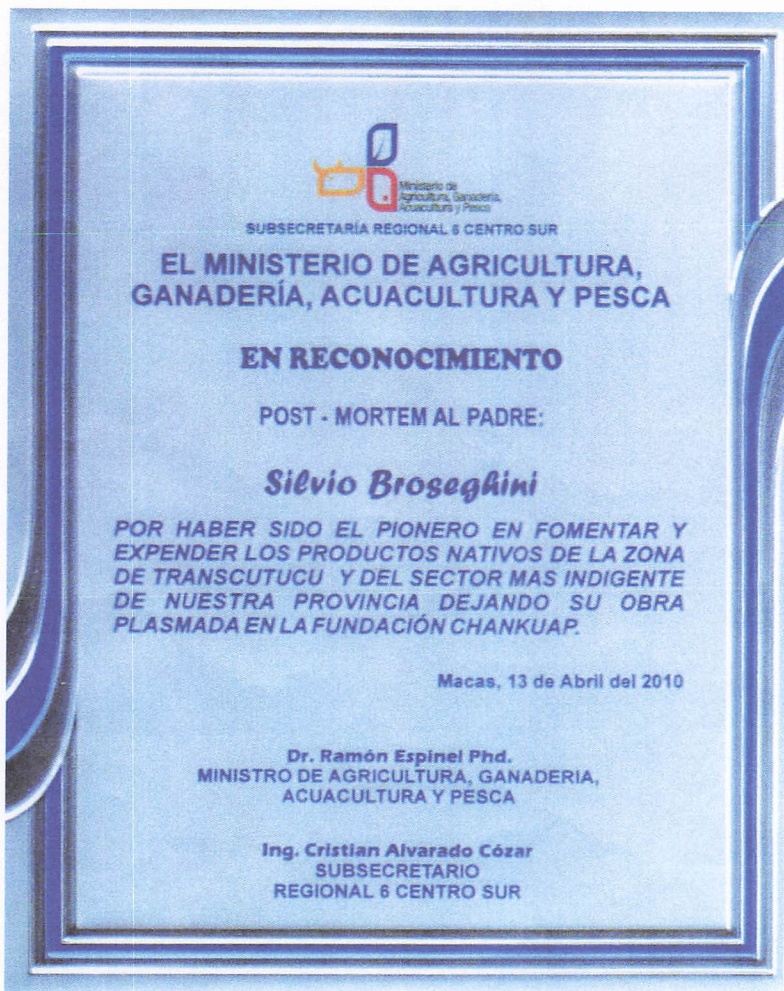 Ministerio de
Agricultura, Ganadería,
Acuacultura y Pesca
SUBSECRETARÍA REGIONAL 6 CENTRO SUR
EL MINISTERIO DE AGRICULTURA,
GANADERÍA, ACUACULTURA Y PESCA
EN RECONOCIMIENTO
POST - MORTEM AL PADRE:
Silvio Broseghini
POR HABER SIDO EL PIONERO EN FOMENTAR Y
EXPENDER LOS PRODUCTOS NATIVOS DE LA ZONA
DE TRANSCUTUCU Y DEL SECTOR MAS INDIGENTE
DE NUESTRA PROVINCIA DEJANDO SU OBRA
PLASMADA EN LA FUNDACIÓN CHANKUAP.
Macas, 13 de Abril del 2010
Dr. Ramón Espinel Phd.
MINISTRO DE AGRICULTURA, GANADERIA,
ACUACULTURA Y PESCA
Ing. Cristian Alvarado Cózar
SUBSECRETARIO
REGIONAL 6 CENTRO SUR